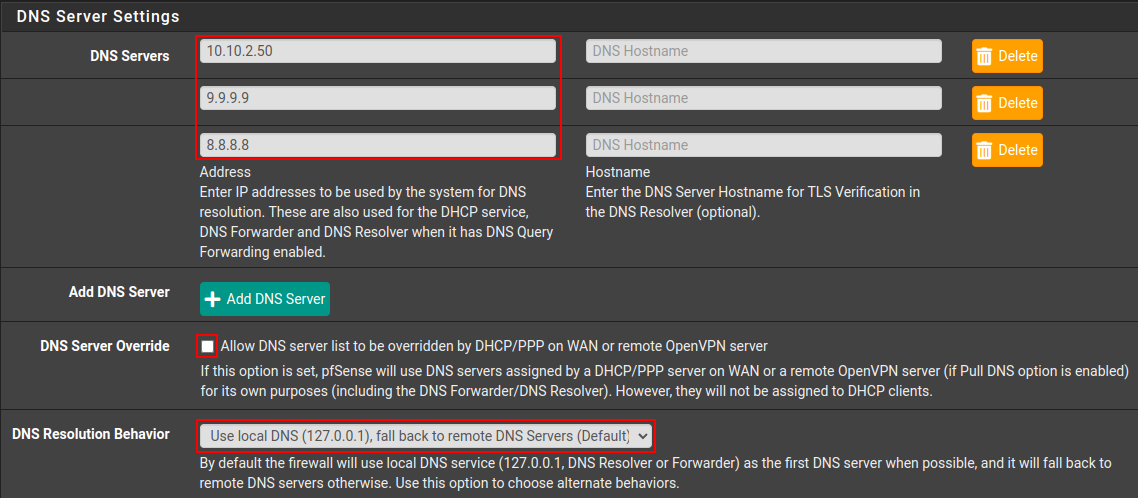 DNS Server Settings
DNS Servers 10.10.2.50 DNS Hostname Delete
9.9.9.9 DNS Hostname Delete
8.8.8.8 DNS Hostname Delete
Address
Enter IP addresses to be used by the system for DNS
resolution. These are also used for the DHCP service,
DNS Forwarder and DNS Resolver when it has DNS Query
Forwarding enabled.
Hostname
Enter the DNS Server Hostname for TLS Verification in
the DNS Resolver (optional).
Add DNS Server Add DNS Server
DNS Server Override Allow DNS server list to be overridden by DHCP/PPP on WAN or remote OpenVPN server
If this option is set, pfSense will use DNS servers assigned by a DHCP/PPP server on WAN or a remote OpenVPN server (if Pull DNS option is enabled)
for its own purposes (including the DNS Forwarder/DNS Resolver). However, they will not be assigned to DHCP clients.
DNS Resolution Behavior Use local DNS (127.0.0.1), fall back to remote DNS Servers (Default)
By default the firewall will use local DNS service (127.0.0.1, DNS Resolver or Forwarder) as the first DNS server when possible, and it will fall back to
remote DNS servers otherwise. Use this option to choose alternate behaviors.